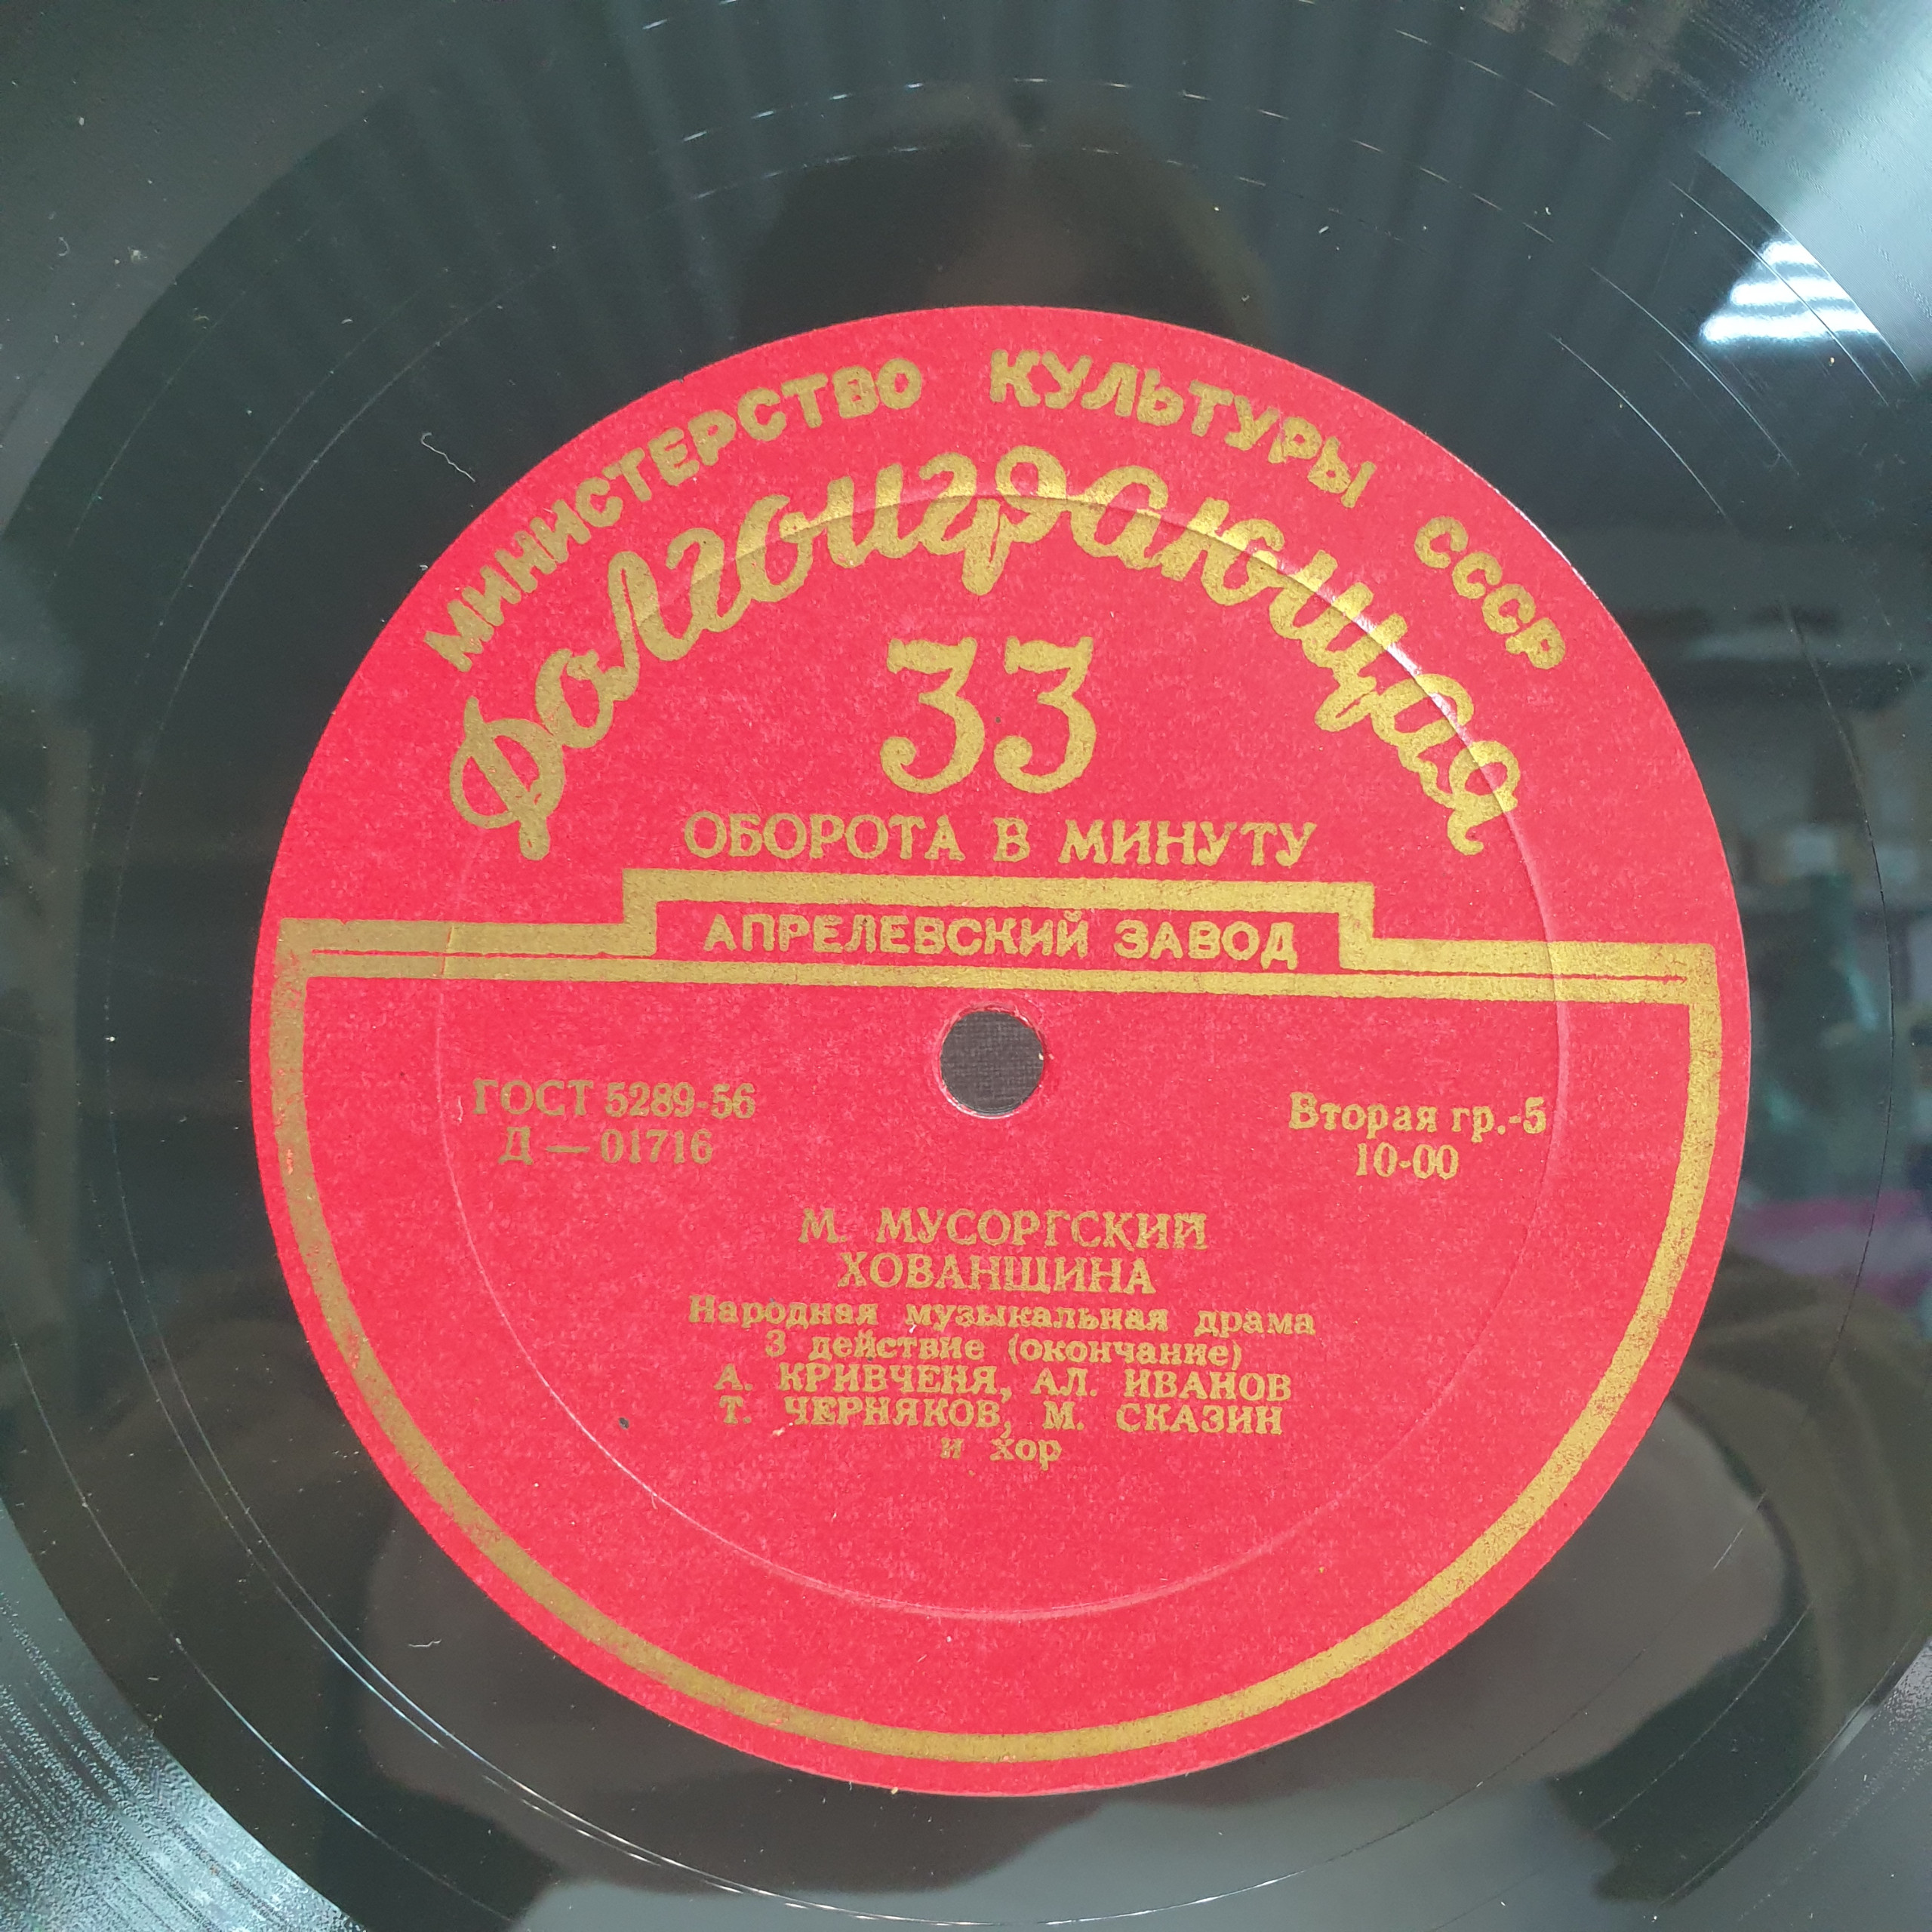 МИНИСТЕРСТВО КУЛЬТУРЫ СССР
Долгоиграющая
33
ОБОРОТА В МИНУТУ
АПРЕЛЕВСКИЙ ЗАВОД
ГОСТ 5289-56
Д — 01716
Вторая гр.-5
10-00
М. МУСОРГСКИЙ
ХОВАНЩИНА
Народная музыкальная драма
3 действие (окончание)
А. КРИВЧЕНЯ, АЛ. ИВАНОВ
Т. ЧЕРНЯКОВ, М. СКАЗИН
и хор